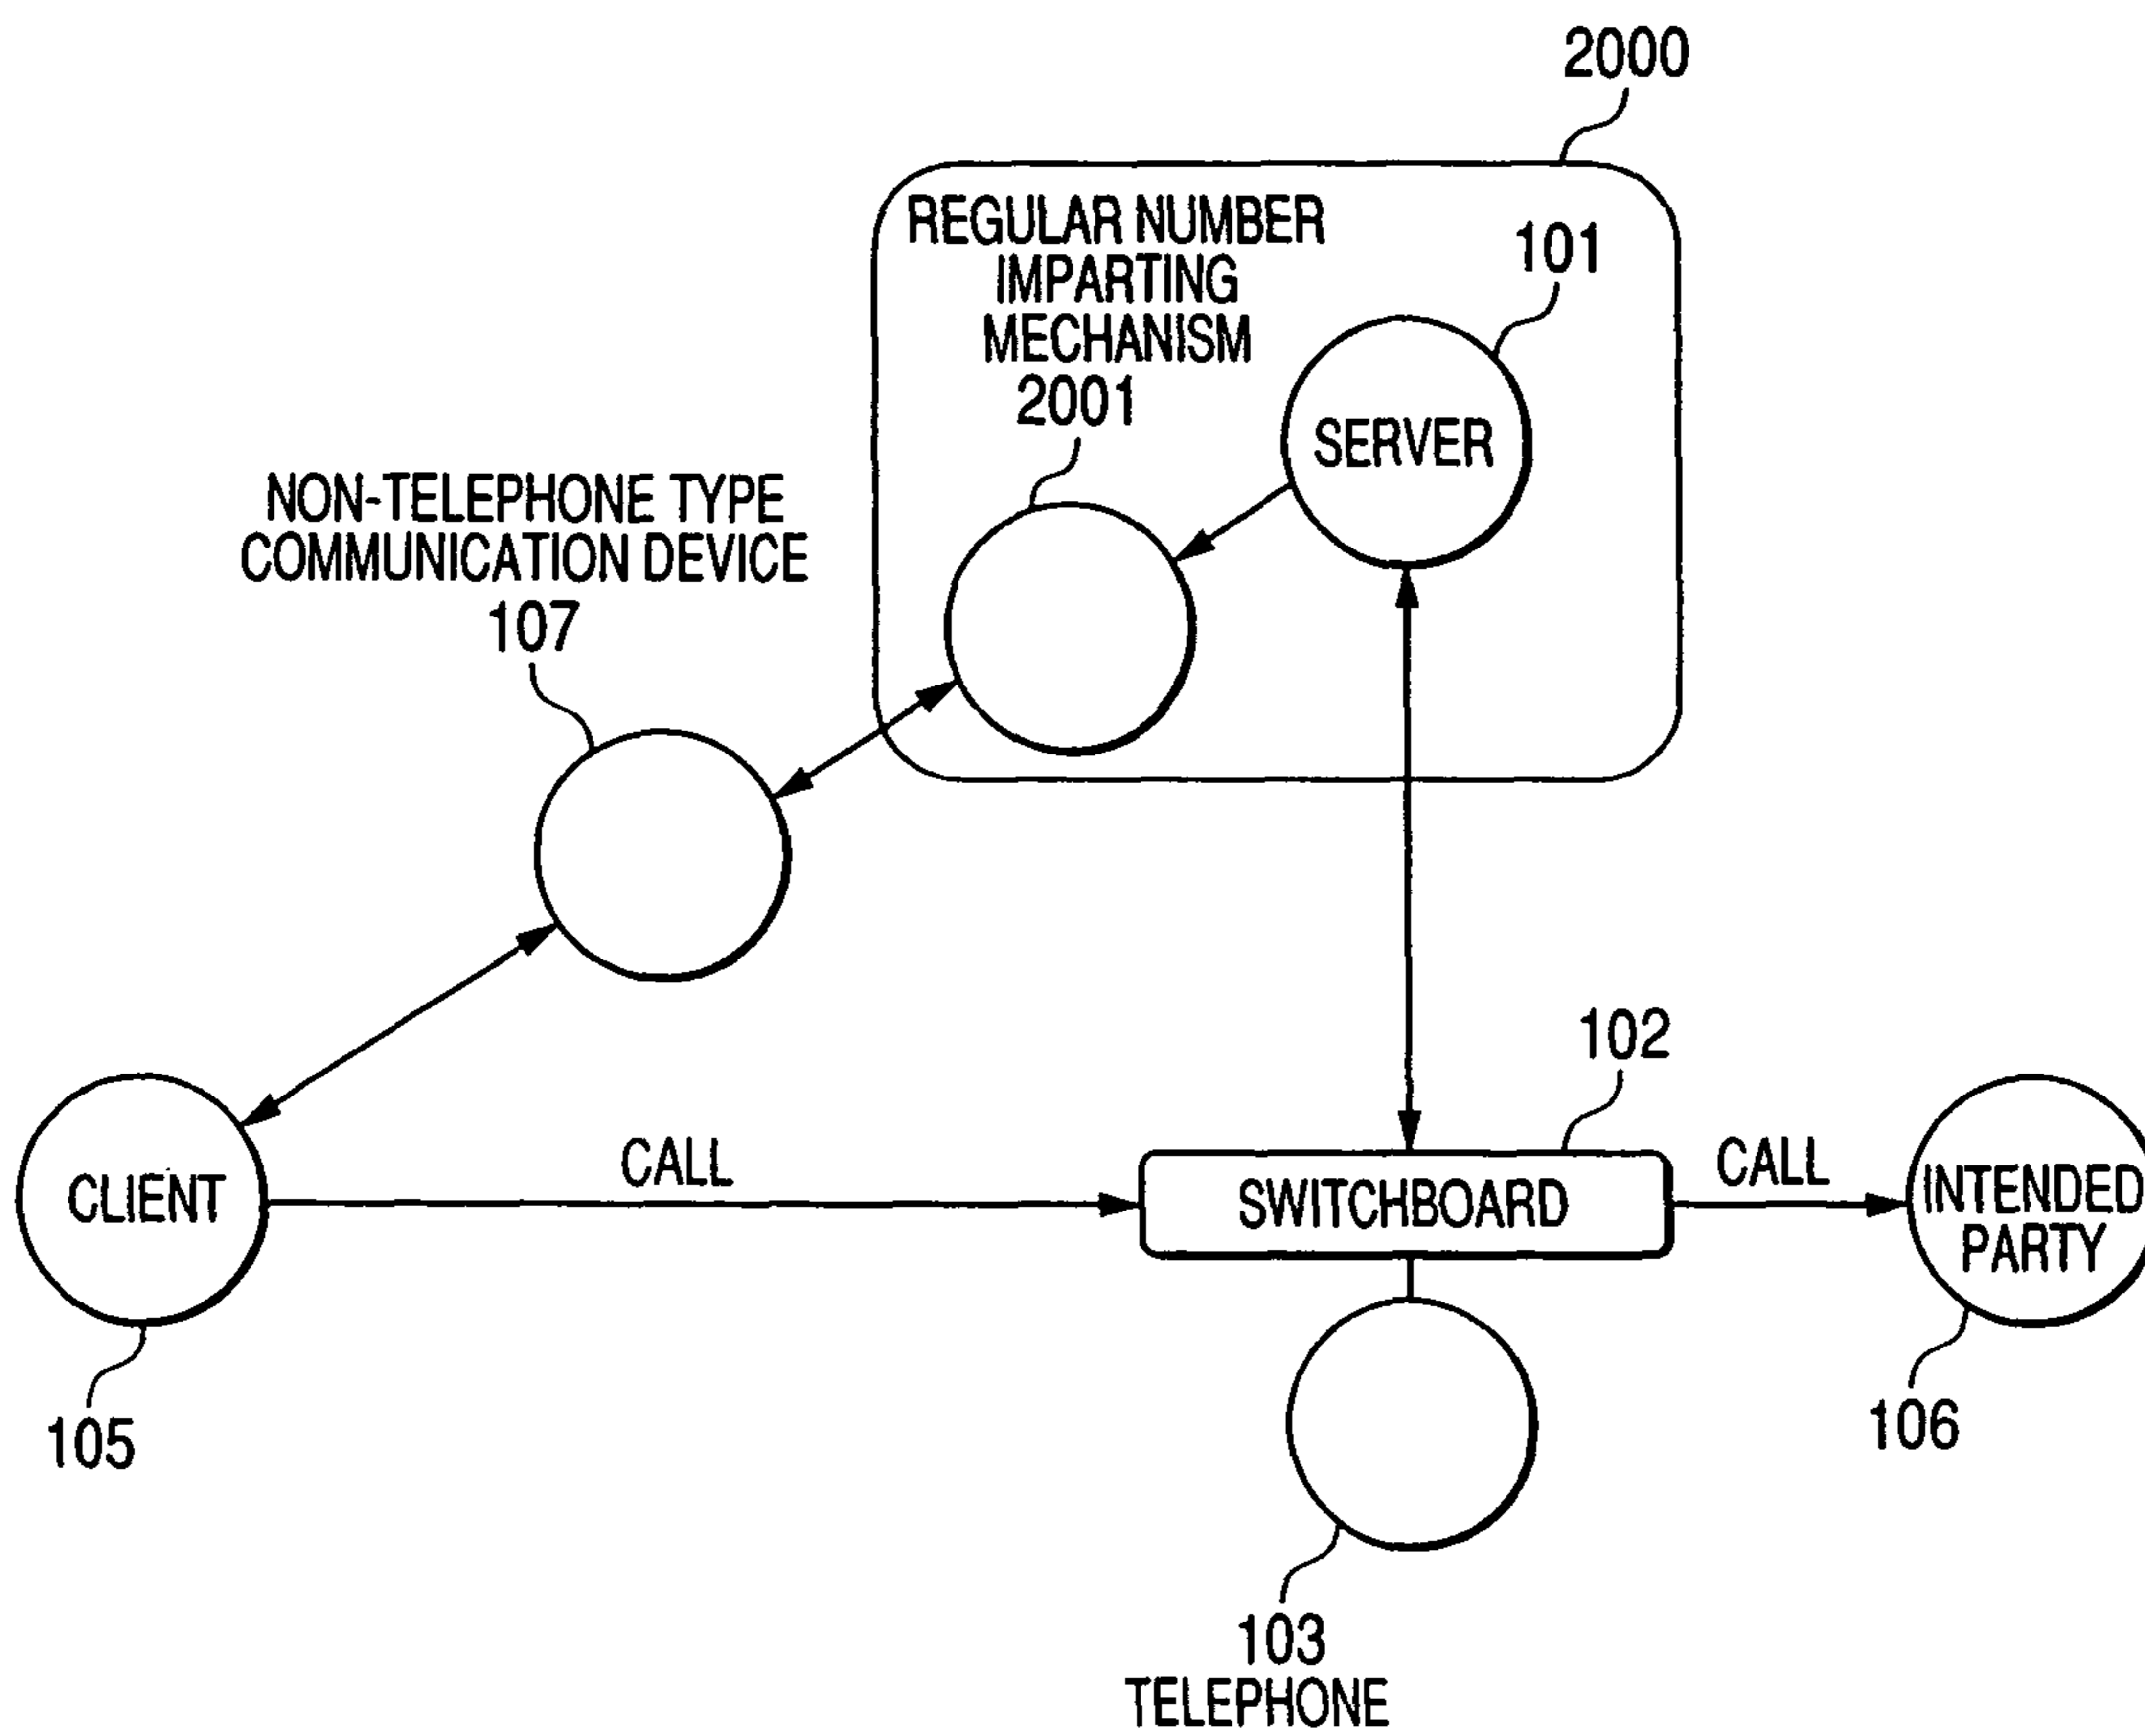 2000
REGULAR NUMBER
IMPARTING
MECHANISM
2001
101
SERVER
NON-TELEPHONE TYPE
COMMUNICATION DEVICE
107
102
CLIENT
CALL
SWITCHBOARD
CALL
INTENDED
PARTY
105
106
103
TELEPHONE